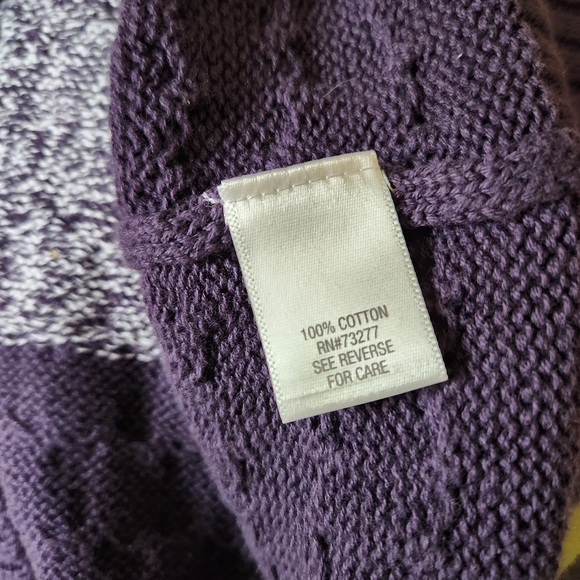 100% COTTON
RN#73277
SEE REVERSE
FOR CARE